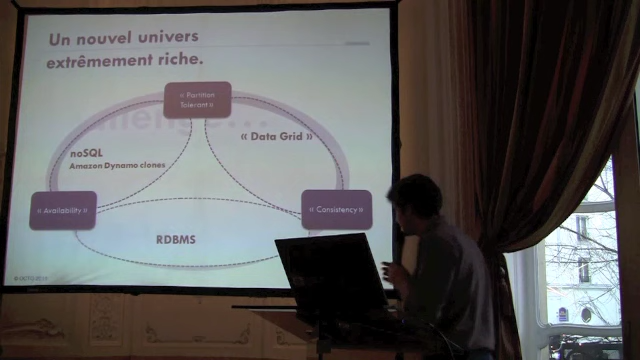 Un nouvel univers
extrêmement riche.
« Partition
Tolerant »
« Data Grid »
noSQL
Amazon Dynamo clones
« Availability »
« Consistency »
RDBMS